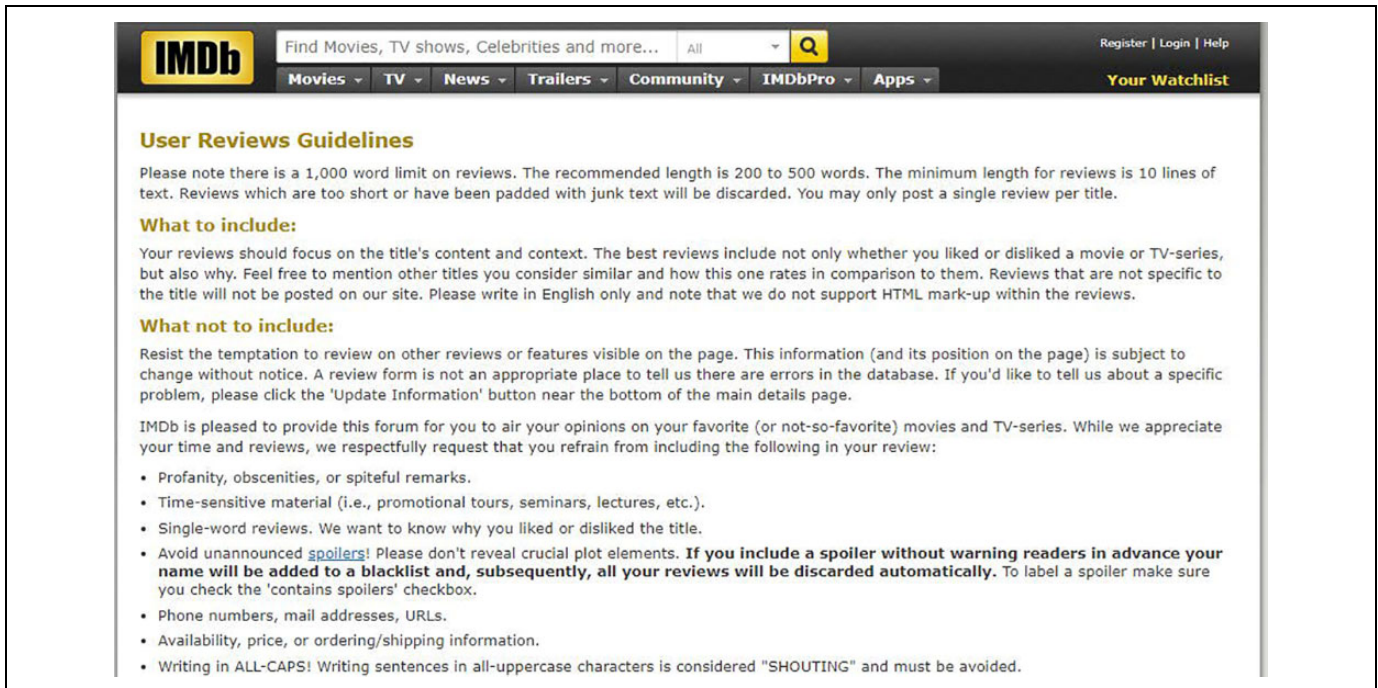 IMDb
Find Movies, TV shows, Celebrities and more... All
Register | Login | Help
Movies TV News Trailers Community IMDbPro Apps
Your Watchlist
User Reviews Guidelines
Please note there is a 1,000 word limit on reviews. The recommended length is 200 to 500 words. The minimum length for reviews is 10 lines of
text. Reviews which are too short or have been padded with junk text will be discarded. You may only post a single review per title.
What to include:
Your reviews should focus on the title's content and context. The best reviews include not only whether you liked or disliked a movie or TV-series,
but also why. Feel free to mention other titles you consider similar and how this one rates in comparison to them. Reviews that are not specific to
the title will not be posted on our site. Please write in English only and note that we do not support HTML mark-up within the reviews.
What not to include:
Resist the temptation to review on other reviews or features visible on the page. This information (and its position on the page) is subject to
change without notice. A review form is not an appropriate place to tell us there are errors in the database. If you'd like to tell us about a specific
problem, please click the 'Update Information' button near the bottom of the main details page.
IMDb is pleased to provide this forum for you to air your opinions on your favorite (or not-so-favorite) movies and TV-series. While we appreciate
your time and reviews, we respectfully request that you refrain from including the following in your review:
• Profanity, obscenities, or spiteful remarks.
• Time-sensitive material (i.e., promotional tours, seminars, lectures, etc.).
• Single-word reviews. We want to know why you liked or disliked the title.
• Avoid unannounced spoilers! Please don't reveal crucial plot elements. If you include a spoiler without warning readers in advance your
name will be added to a blacklist and, subsequently, all your reviews will be discarded automatically. To label a spoiler make sure
you check the 'contains spoilers' checkbox.
• Phone numbers, mail addresses, URLs.
• Availability, price, or ordering/shipping information.
• Writing in ALL-CAPS! Writing sentences in all-uppercase characters is considered "SHOUTING" and must be avoided.